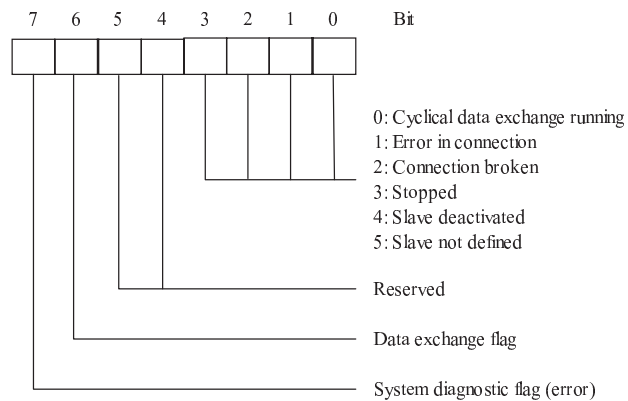 7 6 5 4 3 2 1 0 Bit
0: Cyclical data exchange running
1: Error in connection
2: Connection broken
3: Stopped
4: Slave deactivated
5: Slave not defined
Reserved
Data exchange flag
System diagnostic flag (error)